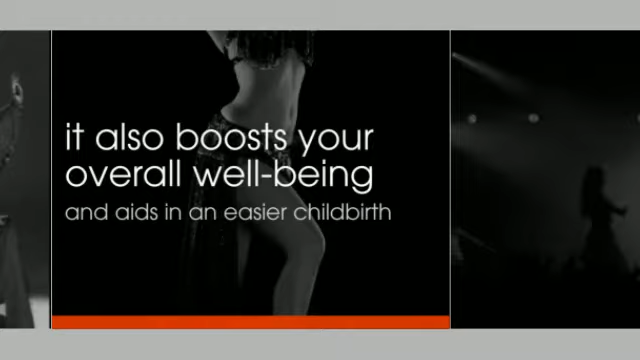 it also boosts your
overall well-being
and aids in an easier childbirth